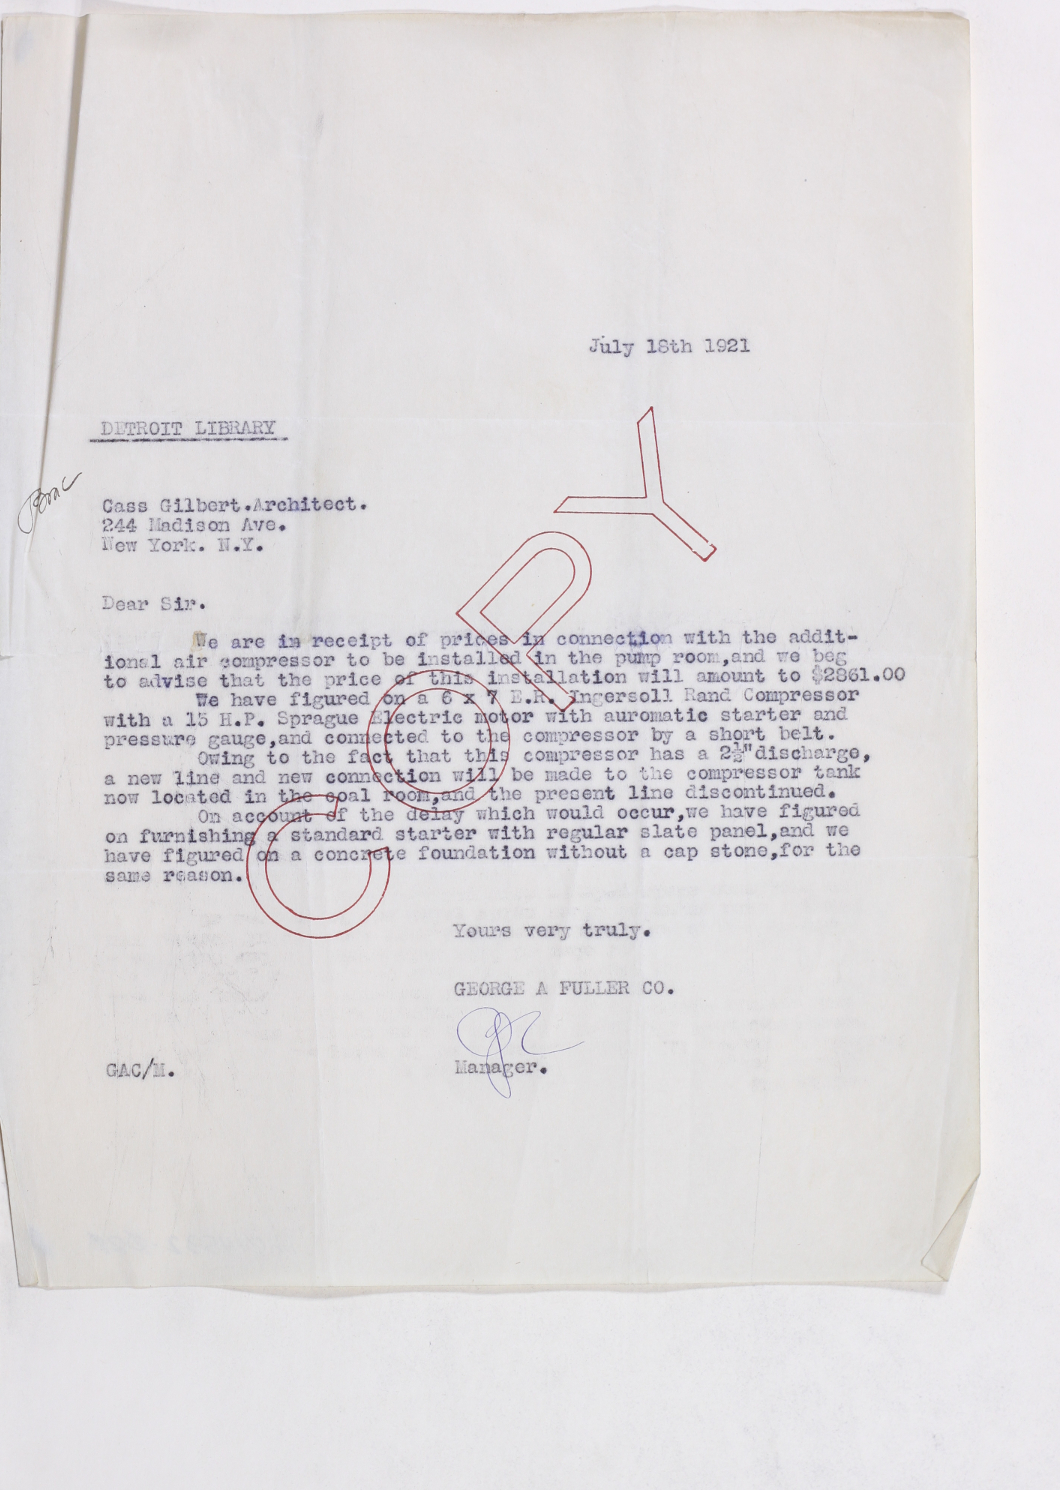 July 18th 1921
DETROIT LIBRARY
Cass Gilbert.Architect.
244 Madison Ave.
New York. N.Y.
Dear Sir.
We are in receipt of prices in connection with the addit-
ional air compressor to be installed in the pump room,and we beg
to advise that the price of this installation will amount to $2861.00
We have figured on a 6 x 7 E.R. Ingersoll Rand Compressor
with a 15 H.P. Sprague Electric motor with auromatic starter and
pressure gauge,and connected to the compressor by a short belt.
Owing to the fact that this compressor has a 2½" discharge,
a new line and new connection will be made to the compressor tank
now located in the coal room,and the present line discontinued.
On account of the delay which would occur,we have figured
on furnishing a standard starter with regular slate panel,and we
have figured on a concrete foundation without a cap stone,for the
same reason.
COPY
Yours very truly.
GEORGE A FULLER CO.
Manager.
GAC/M.